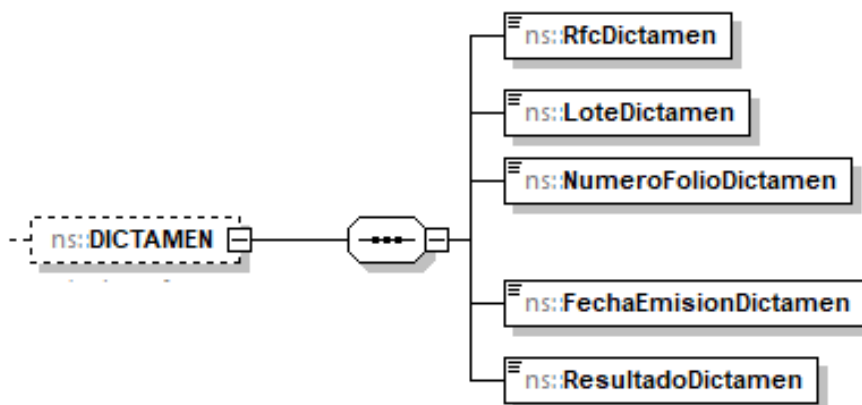 ns::RfcDictamen
ns::LoteDictamen
ns::NumeroFolioDictamen
ns::DICTAMEN
ns::FechaEmisionDictamen
ns::ResultadoDictamen